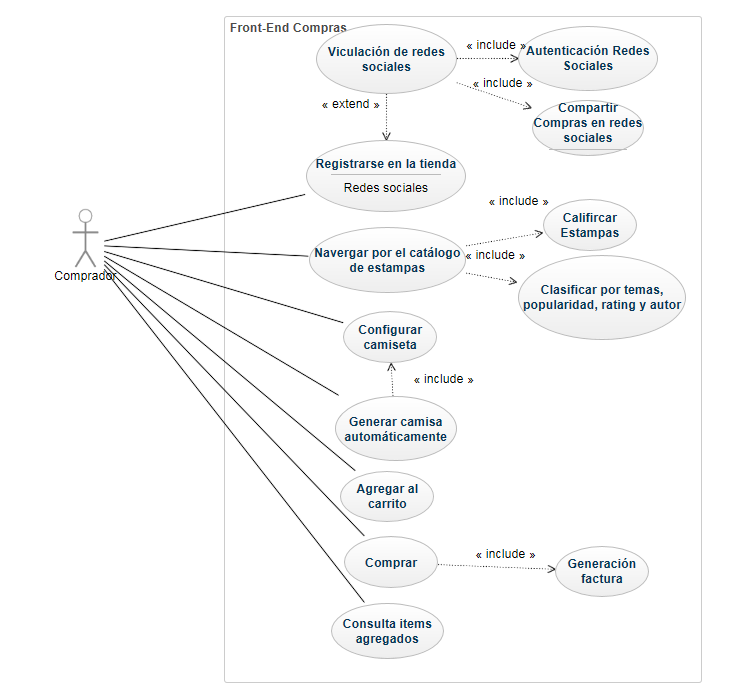 Front-End Compras
Viculación de redes
sociales
« include »
Autenticación Redes
Sociales
« include »
« extend »
Compartir
Compras en redes
sociales
Registrarse en la tienda
Redes sociales
« include »
Califircar
Estampas
Navergar por el catálogo
de estampas
« include »
Comprador
Clasificar por temas,
popularidad, rating y autor
Configurar
camiseta
« include »
Generar camisa
automáticamente
Agregar al
carrito
« include »
Comprar
Generación
factura
Consulta items
agregados